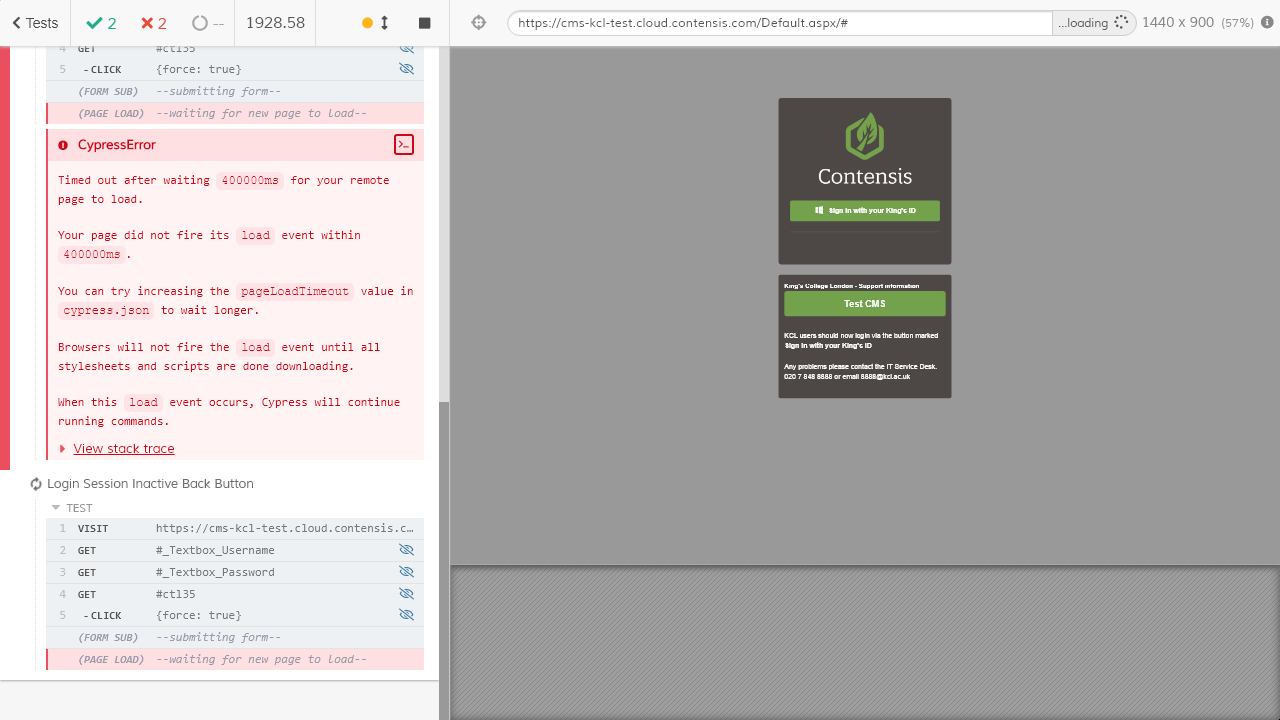 Tests
2
2
--
1928.58
https://cms-kcl-test.cloud.contensis.com/Default.aspx/#
...loading
1440 x 900 (57%)
4 GET #ctl35
5 -CLICK {force: true}
(FORM SUB) --submitting form--
(PAGE LOAD) --waiting for new page to load--
CypressError
Timed out after waiting 400000ms for your remote
page to load.
Your page did not fire its load event within
400000ms.
You can try increasing the pageLoadTimeout value in
cypress.json to wait longer.
Browsers will not fire the load event until all
stylesheets and scripts are done downloading.
When this load event occurs, Cypress will continue
running commands.
View stack trace
Login Session Inactive Back Button
TEST
1 VISIT https://cms-kcl-test.cloud.contensis.c…
2 GET #_Textbox_Username
3 GET #_Textbox_Password
4 GET #ctl35
5 -CLICK {force: true}
(FORM SUB) --submitting form--
(PAGE LOAD) --waiting for new page to load--
Contensis
Sign in with your King's ID
King's College London - Support information
Test CMS
KCL users should now login via the button marked
Sign in with your King's ID
Any problems please contact the IT Service Desk.
020 7 848 8888 or email 8888@kcl.ac.uk